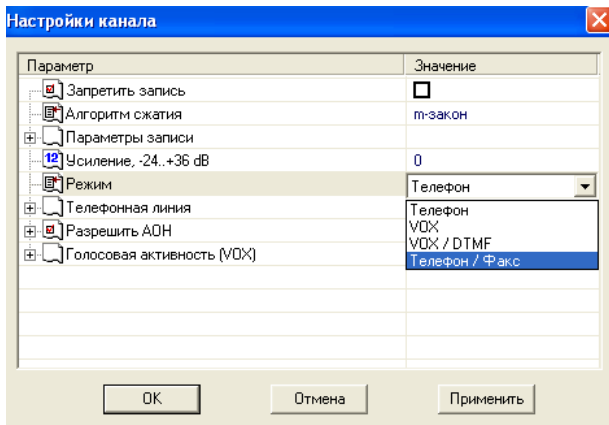 Настройки канала
Параметр Значение
Запретить запись
Алгоритм сжатия m-закон
Параметры записи
12 Усиление, -24..+36 dB 0
Режим Телефон
Телефонная линия Телефон
Разрешить АОН VOX
Голосовая активность (VOX) VOX / DTMF
Телефон / Факс
OK Отмена Применить